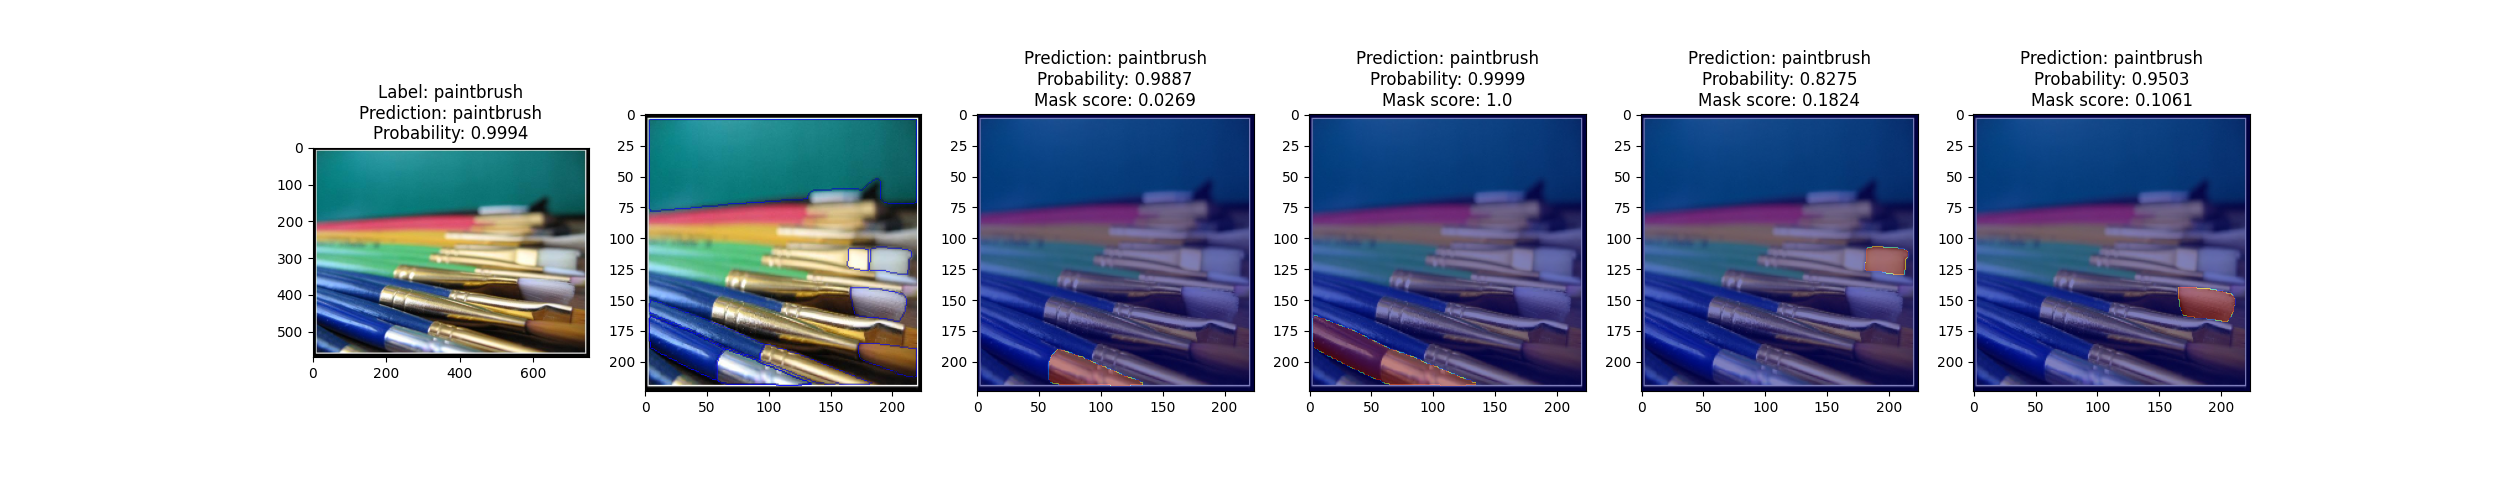 Label: paintbrush
Prediction: paintbrush
Probability: 0.9994
0
100
200
300
400
500
0 200 400 600
0
25
50
75
100
125
150
175
200
0 50 100 150 200
Prediction: paintbrush
Probability: 0.9887
Mask score: 0.0269
0
25
50
75
100
125
150
175
200
0 50 100 150 200
Prediction: paintbrush
Probability: 0.9999
Mask score: 1.0
0
25
50
75
100
125
150
175
200
0 50 100 150 200
Prediction: paintbrush
Probability: 0.8275
Mask score: 0.1824
0
25
50
75
100
125
150
175
200
0 50 100 150 200
Prediction: paintbrush
Probability: 0.9503
Mask score: 0.1061
0
25
50
75
100
125
150
175
200
0 50 100 150 200